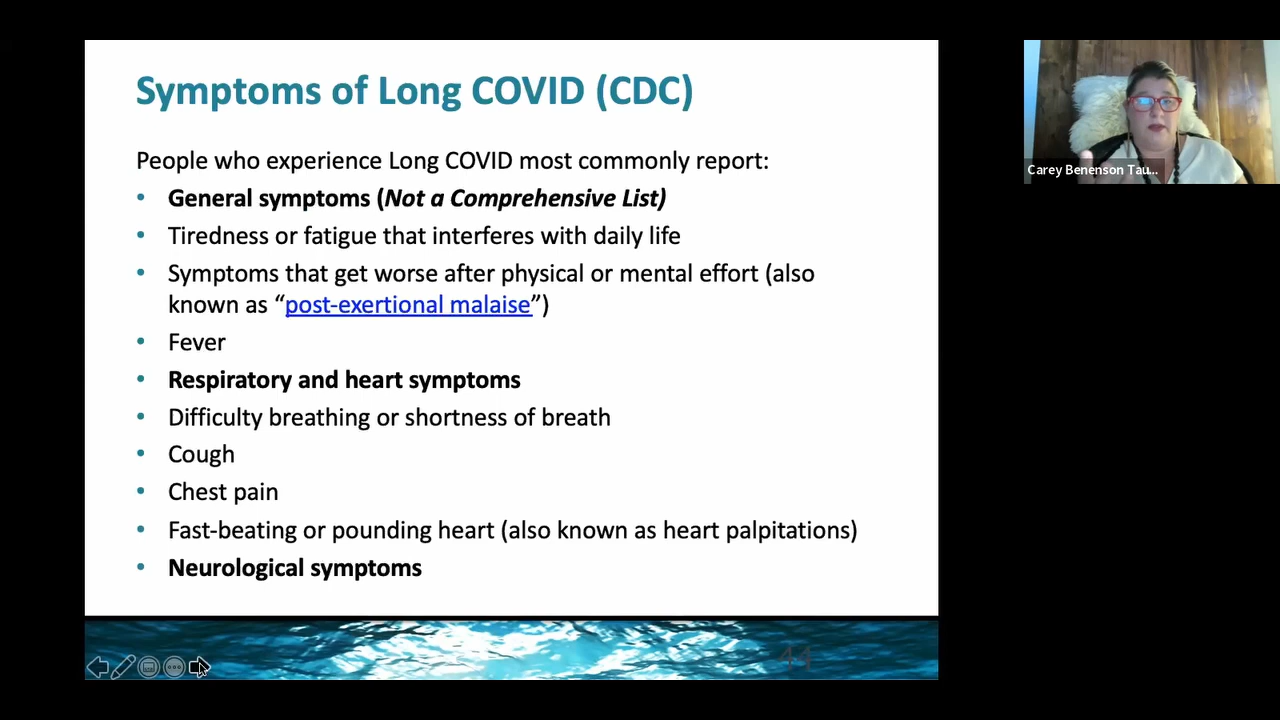 Symptoms of Long COVID (CDC)
People who experience Long COVID most commonly report:
• General symptoms (Not a Comprehensive List)
• Tiredness or fatigue that interferes with daily life
• Symptoms that get worse after physical or mental effort (also
known as “post-exertional malaise”)
• Fever
• Respiratory and heart symptoms
• Difficulty breathing or shortness of breath
• Cough
• Chest pain
• Fast-beating or pounding heart (also known as heart palpitations)
• Neurological symptoms
44
Carey Benenson Tau...